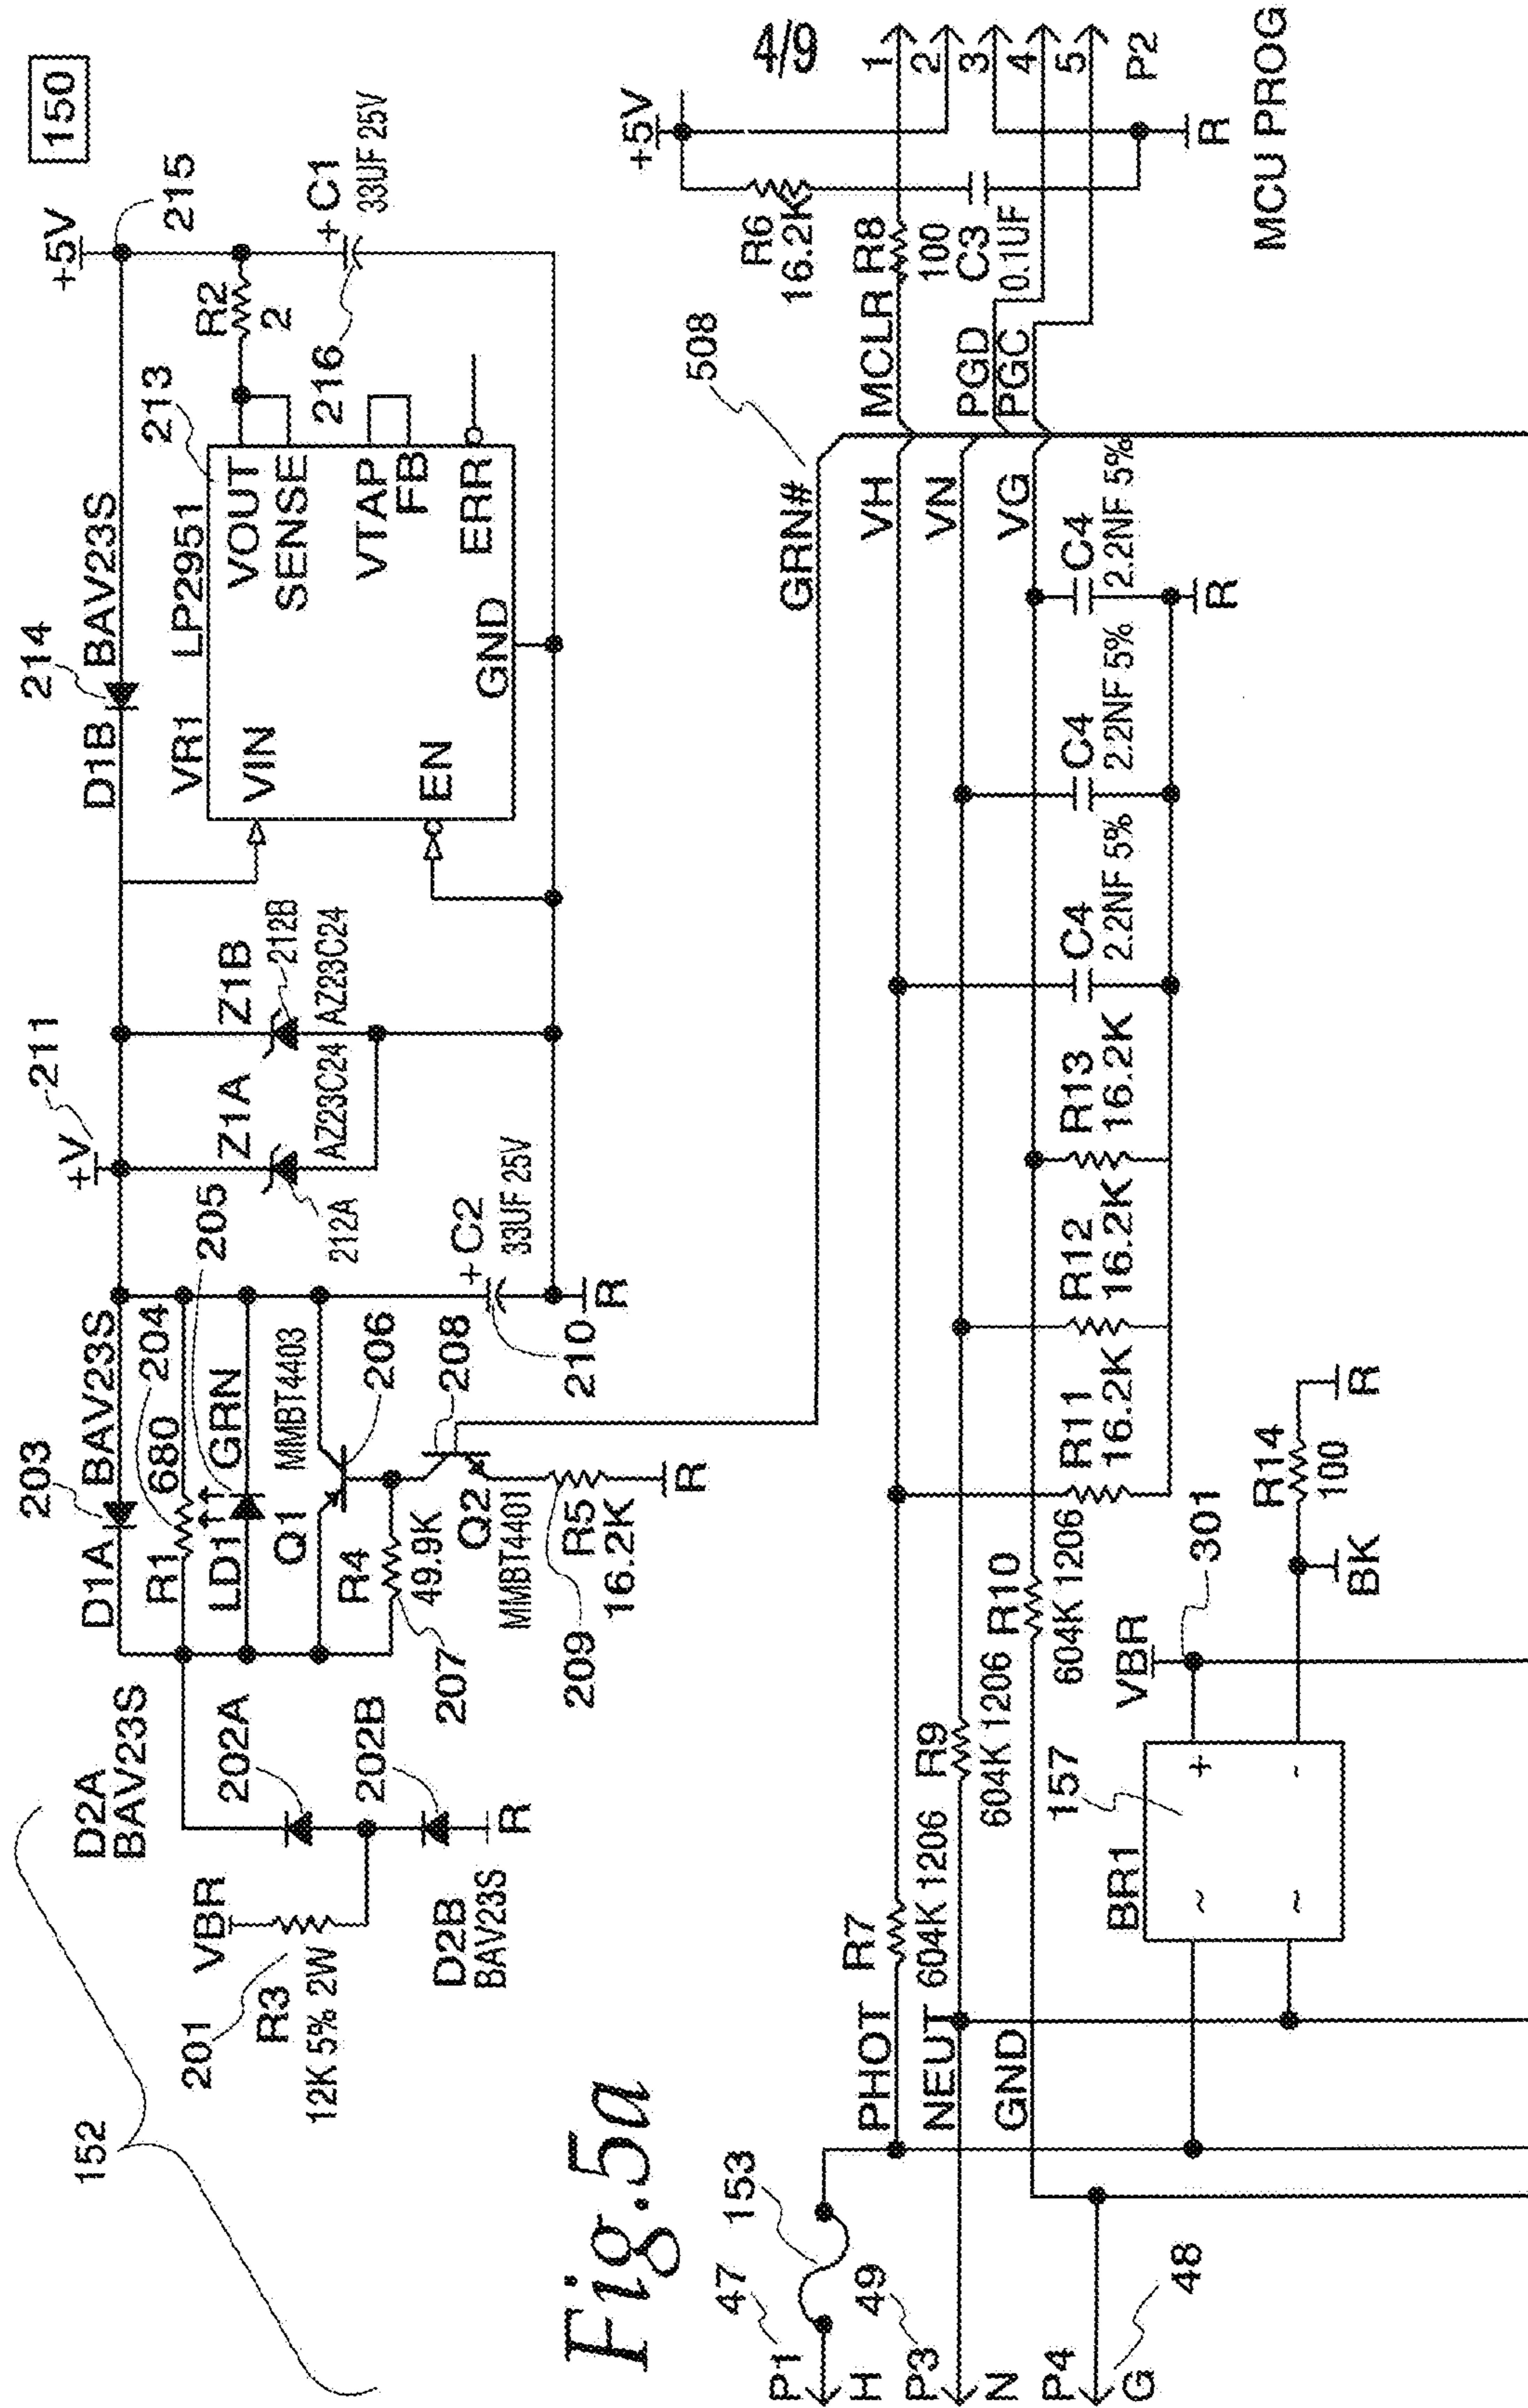 150
4/9
Fig.5a
152
201
VBR
R3
12K 5% 2W
D2A
BAV23S
202A
202B
D2B
BAV23S
R
D1A BAV23S
203
R1 680
204
LD1 GRN
205
Q1 MMBT4403
206
R4
49.9K
207
Q2
MMBT4401
208
R5
16.2K
209
R
+V
211
+ C2
33UF 25V
210
R
Z1A
AZ23C24
212A
Z1B
AZ23C24
212B
D1B BAV23S
214
VR1 LP2951
213
VIN
EN
VOUT
SENSE
VTAP
FB
ERR
GND
R2
2
+5V
215
+ C1
33UF 25V
216
GRN#
508
P1
H
47
153
P3
N
49
P4
G
48
PHOT
NEUT
GND
R7
604K 1206
R9
604K 1206
R10
604K 1206
R11
16.2K
R12
16.2K
R13
16.2K
C4
2.2NF 5%
C4
2.2NF 5%
C4
2.2NF 5%
R
VH
VN
VG
MCLR
PGD
PGC
R8
100
R6
16.2K
C3
0.1UF
+5V
1
2
3
4
5
P2
R
MCU PROG
BR1
157
~
~
+
-
VBR
301
BK
R14
100
R